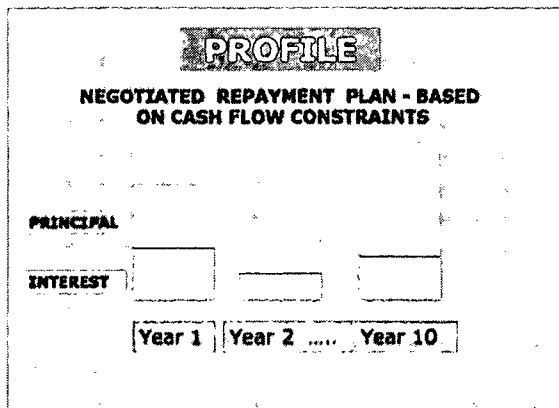 PROFILE
NEGOTIATED REPAYMENT PLAN - BASED
ON CASH FLOW CONSTRAINTS
PRINCIPAL
INTEREST
Year 1 Year 2 ..... Year 10